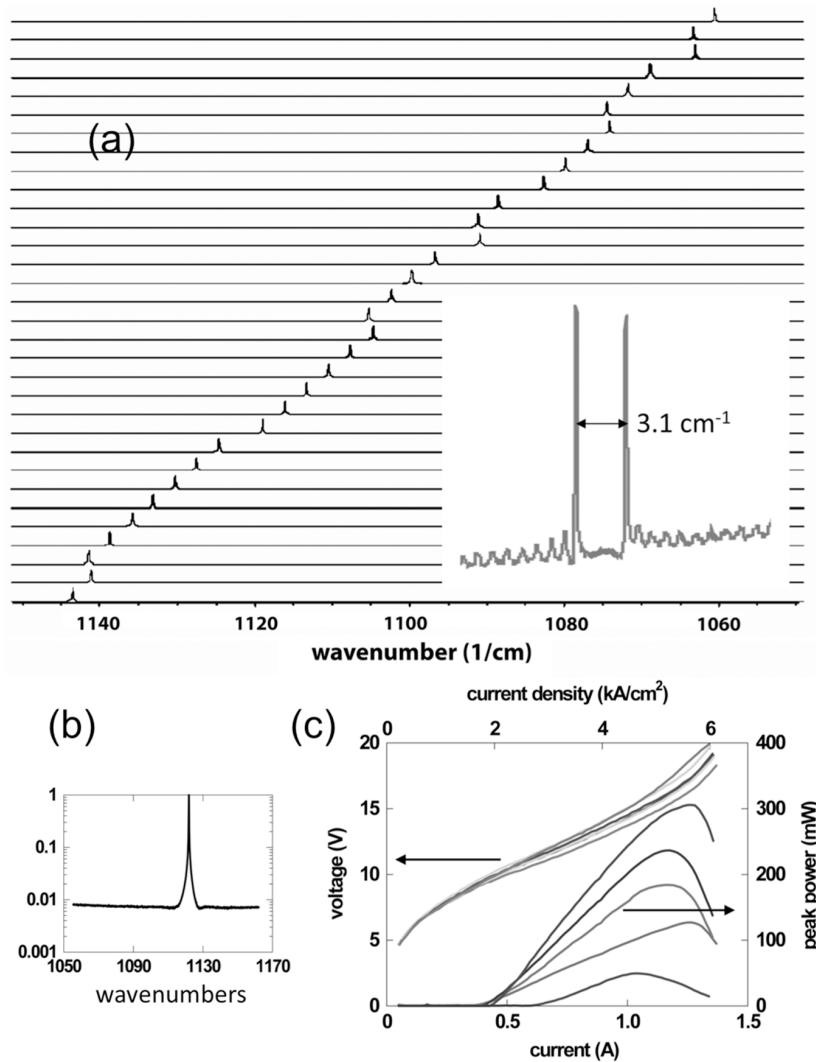 (a)
3.1 cm⁻¹
1140 1120 1100 1080 1060
wavenumber (1/cm)
(b)
1
0.1
0.01
0.001
1050 1090 1130 1170
wavenumbers
(c)
current density (kA/cm²)
0 2 4 6
20
15
10
5
0
voltage (V)
400
300
200
100
0
peak power (mW)
0 0.5 1.0 1.5
current (A)